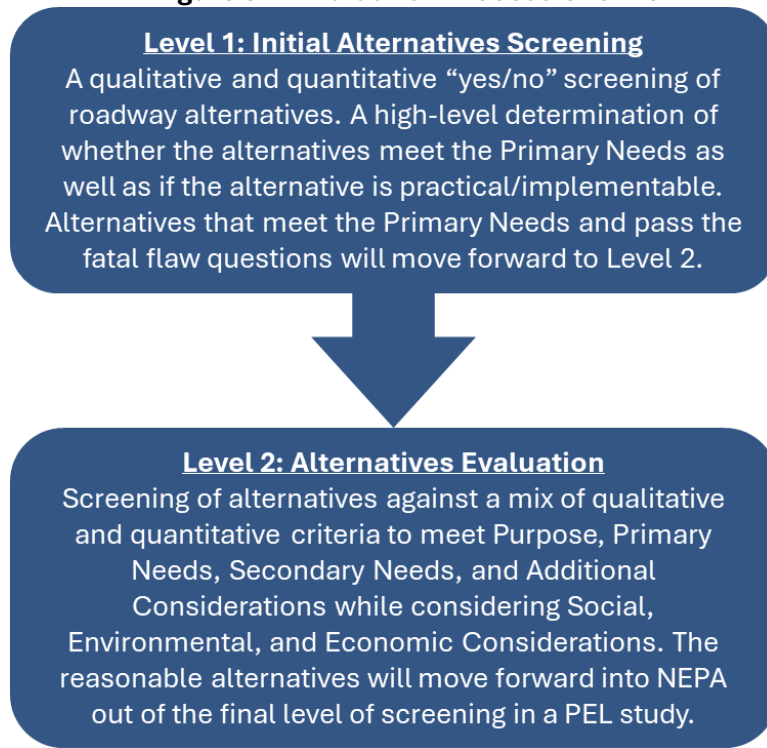 Level 1: Initial Alternatives Screening
A qualitative and quantitative “yes/no” screening of
roadway alternatives. A high-level determination of
whether the alternatives meet the Primary Needs as
well as if the alternative is practical/implementable.
Alternatives that meet the Primary Needs and pass the
fatal flaw questions will move forward to Level 2.
Level 2: Alternatives Evaluation
Screening of alternatives against a mix of qualitative
and quantitative criteria to meet Purpose, Primary
Needs, Secondary Needs, and Additional
Considerations while considering Social,
Environmental, and Economic Considerations. The
reasonable alternatives will move forward into NEPA
out of the final level of screening in a PEL study.